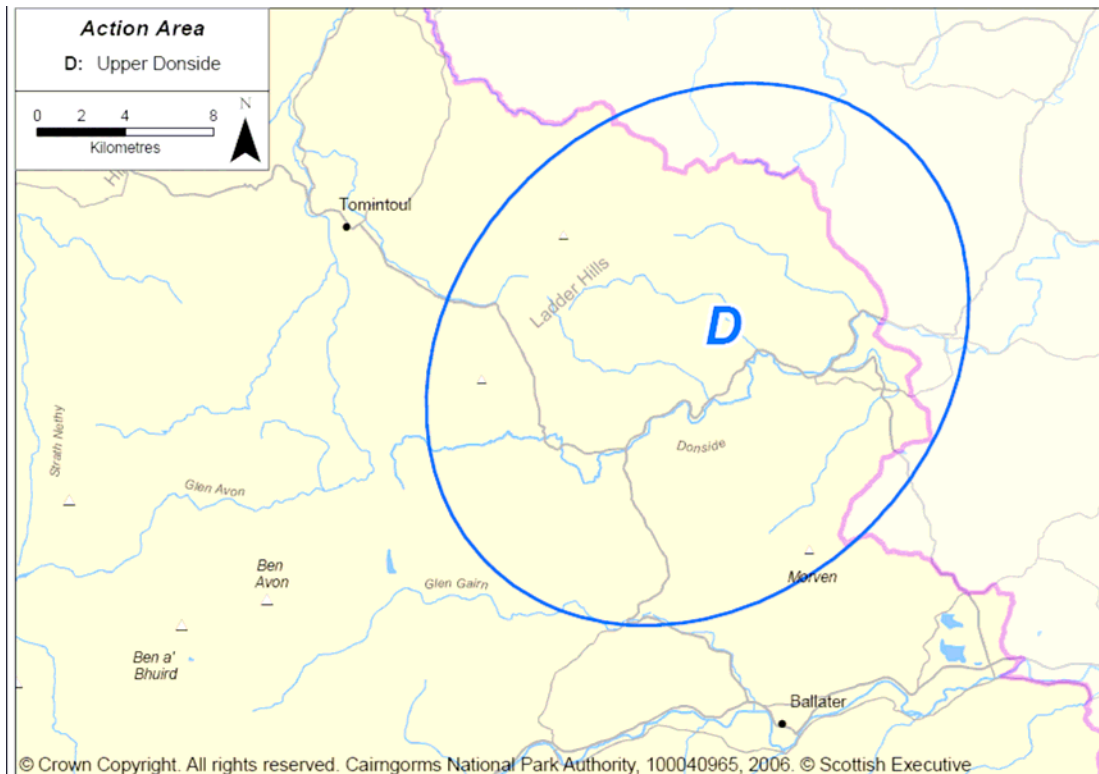 Action Area
D: Upper Donside
0 2 4 8
Kilometres
N
Tomintoul
Ladder Hills
D
Strath Nethy
Donside
Glen Avon
Ben
Avon
Glen Gairn
Morven
Ben a'
Bhuird
Ballater
© Crown Copyright. All rights reserved. Cairngorms National Park Authority, 100040965, 2006. © Scottish Executive